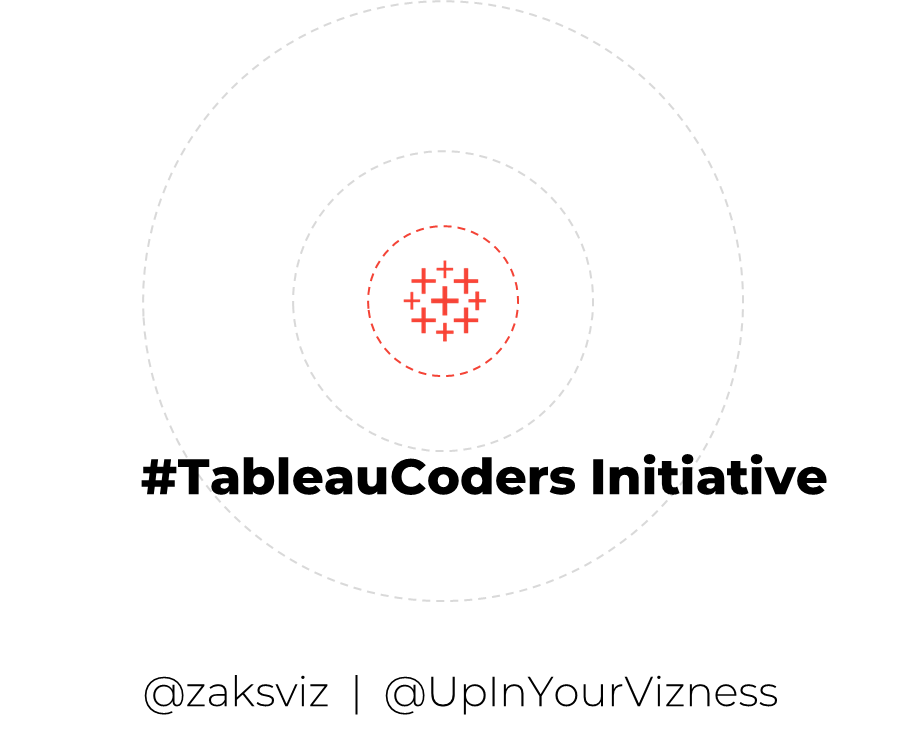 #TableauCoders Initiative
@zaksviz | @UpInYourVizness